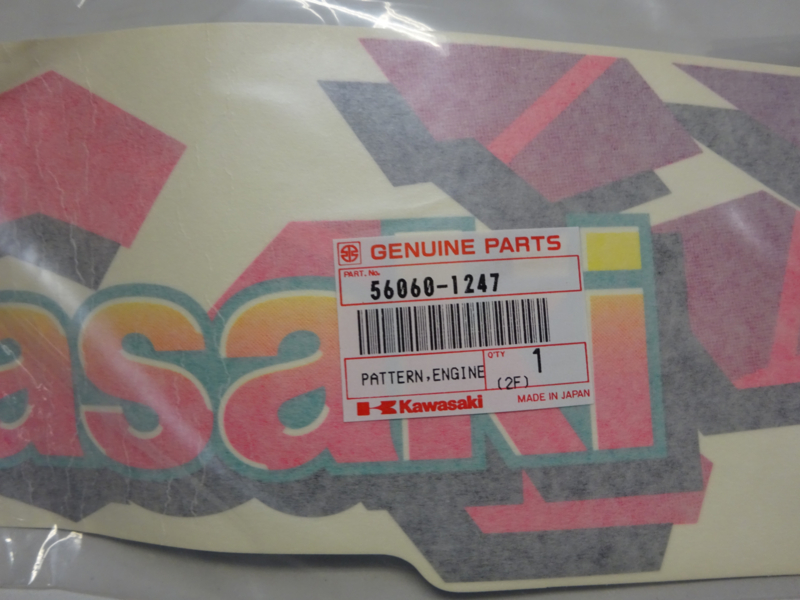 asaki
GENUINE PARTS
PART. No.
56060-1247
PATTERN,ENGINE
Q'TY
1
(2F)
Kawasaki
MADE IN JAPAN